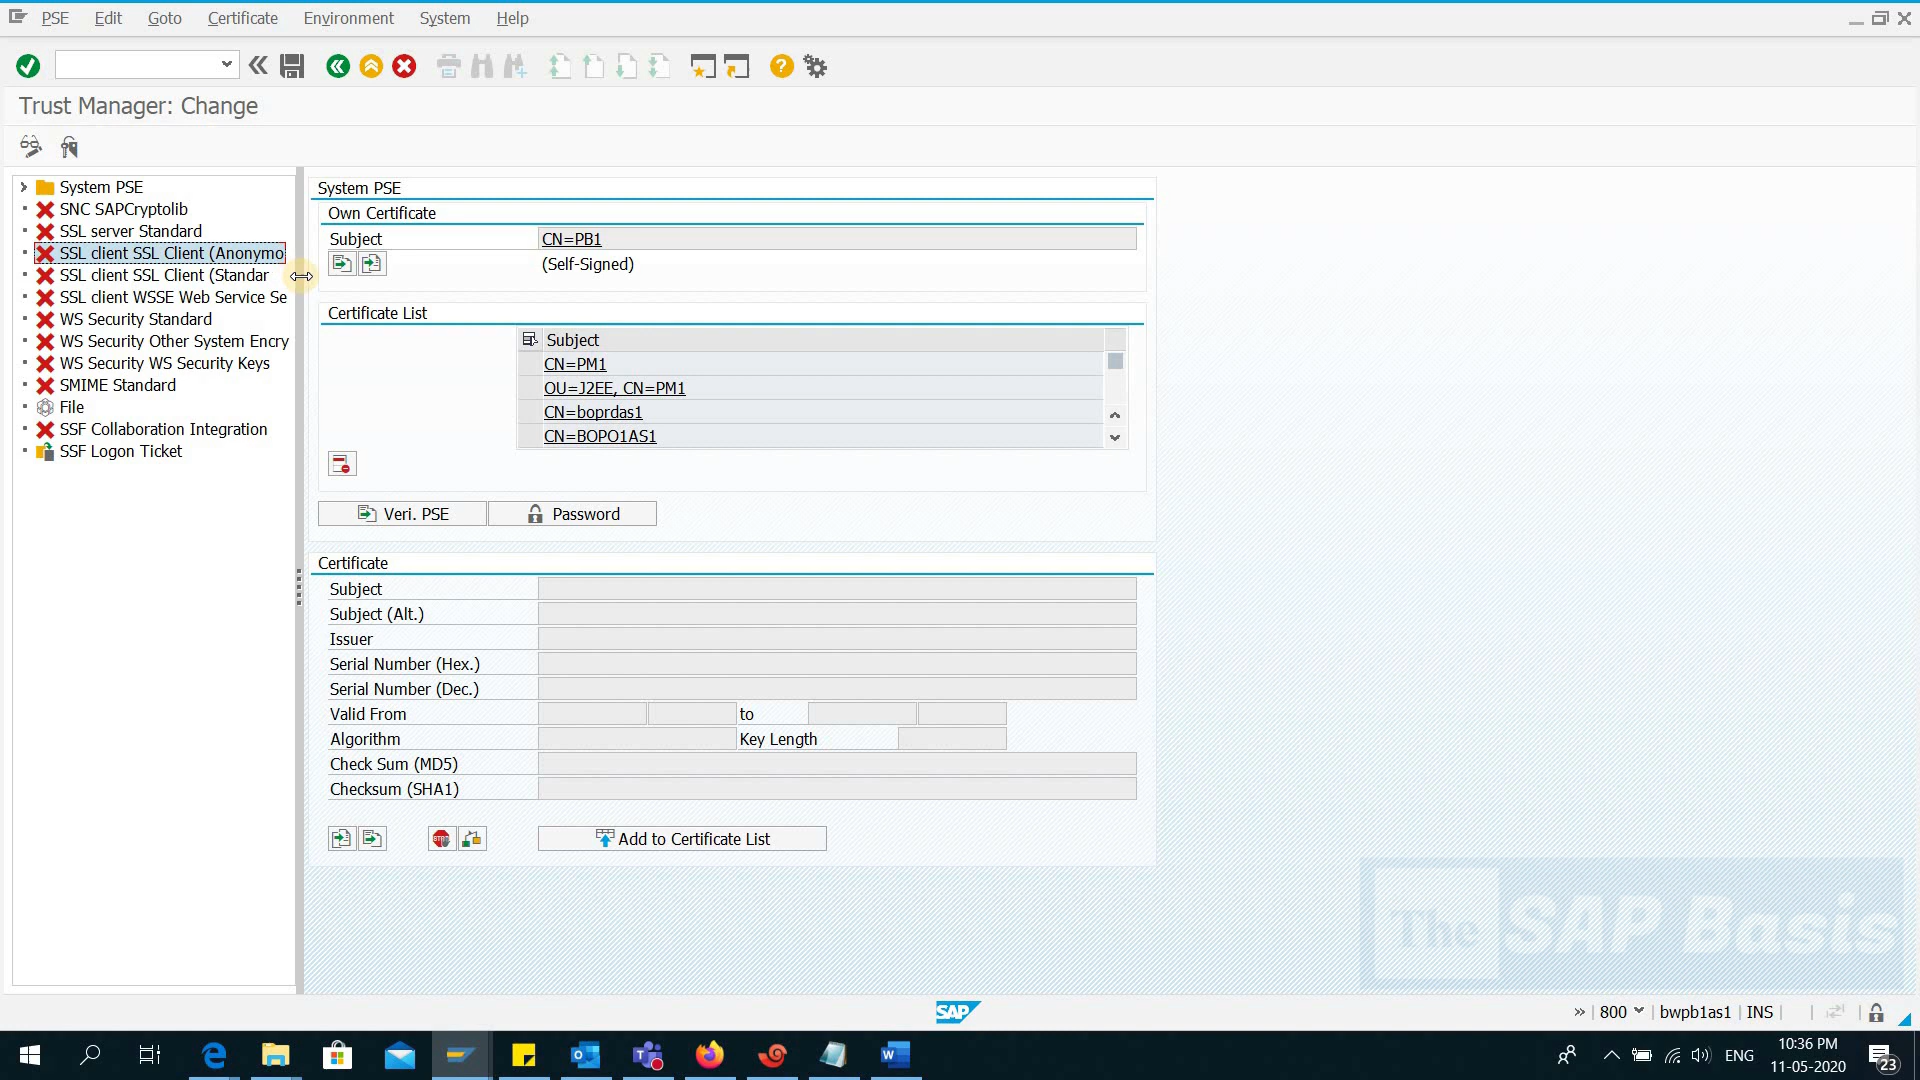 PSE Edit Goto Certificate Environment System Help
Trust Manager: Change
System PSE
SNC SAPCryptolib
SSL server Standard
SSL client SSL Client (Anonymo
SSL client SSL Client (Standar
SSL client WSSE Web Service Se
WS Security Standard
WS Security Other System Encry
WS Security WS Security Keys
SMIME Standard
File
SSF Collaboration Integration
SSF Logon Ticket
System PSE
Own Certificate
Subject CN=PB1
(Self-Signed)
Certificate List
Subject
CN=PM1
OU=J2EE, CN=PM1
CN=boprdas1
CN=BOPO1AS1
Veri. PSE Password
Certificate
Subject
Subject (Alt.)
Issuer
Serial Number (Hex.)
Serial Number (Dec.)
Valid From to
Algorithm Key Length
Check Sum (MD5)
Checksum (SHA1)
STOP Add to Certificate List
The SAP Basis
SAP
800 bwpb1as1 INS
ENG
10:36 PM
11-05-2020
23